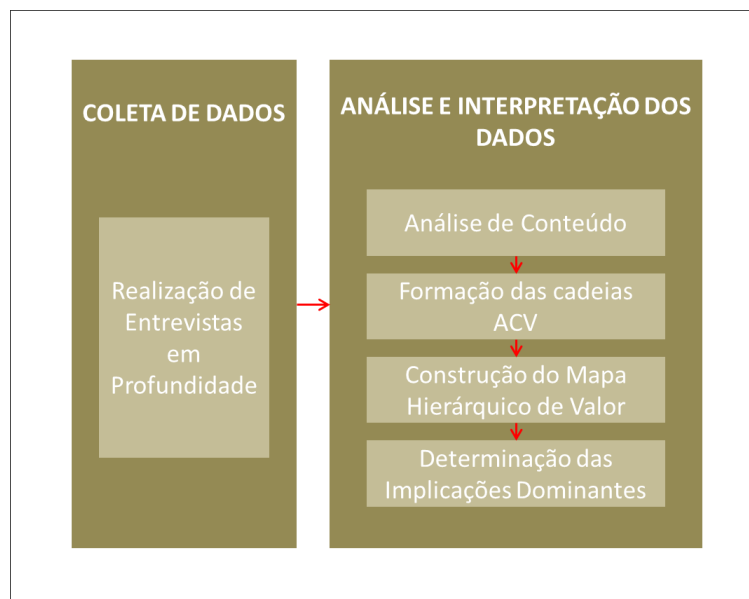 COLETA DE DADOS
Realização de
Entrevistas
em
Profundidade
ANÁLISE E INTERPRETAÇÃO DOS
DADOS
Análise de Conteúdo
Formação das cadeias
ACV
Construção do Mapa
Hierárquico de Valor
Determinação das
Implicações Dominantes